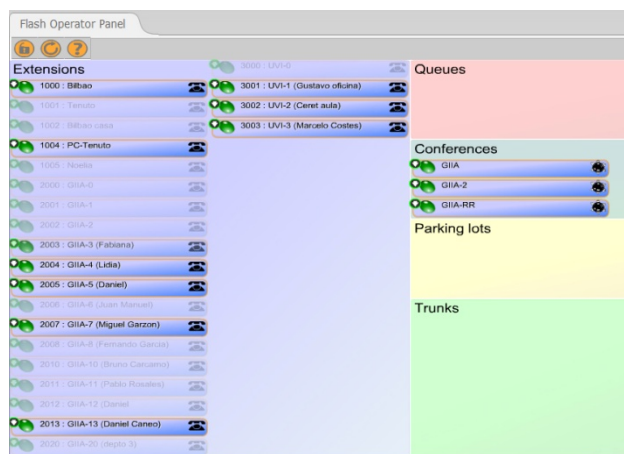 Flash Operator Panel
Extensions
1000 : Bilbao
1001 : Tenuto
1002 : Bilbao casa
1004 : PC-Tenuto
1005 : Noelia
2000 : GIIA-0
2001 : GIIA-1
2002 : GIIA-2
2003 : GIIA-3 (Fabiana)
2004 : GIIA-4 (Lidia)
2005 : GIIA-5 (Daniel)
2006 : GIIA-6 (Juan Manuel)
2007 : GIIA-7 (Miguel Garzon)
2008 : GIIA-8 (Fernando Garcia)
2010 : GIIA-10 (Bruno Carcamo)
2011 : GIIA-11 (Pablo Rosales)
2012 : GIIA-12 (Daniel
2013 : GIIA-13 (Daniel Caneo)
2020 : GIIA-20 (depto 3)
3000 : UVI-0
3001 : UVI-1 (Gustavo oficina)
3002 : UVI-2 (Ceret aula)
3003 : UVI-3 (Marcelo Costes)
Queues
Conferences
GIIA
GIIA-2
GIIA-RR
Parking lots
Trunks